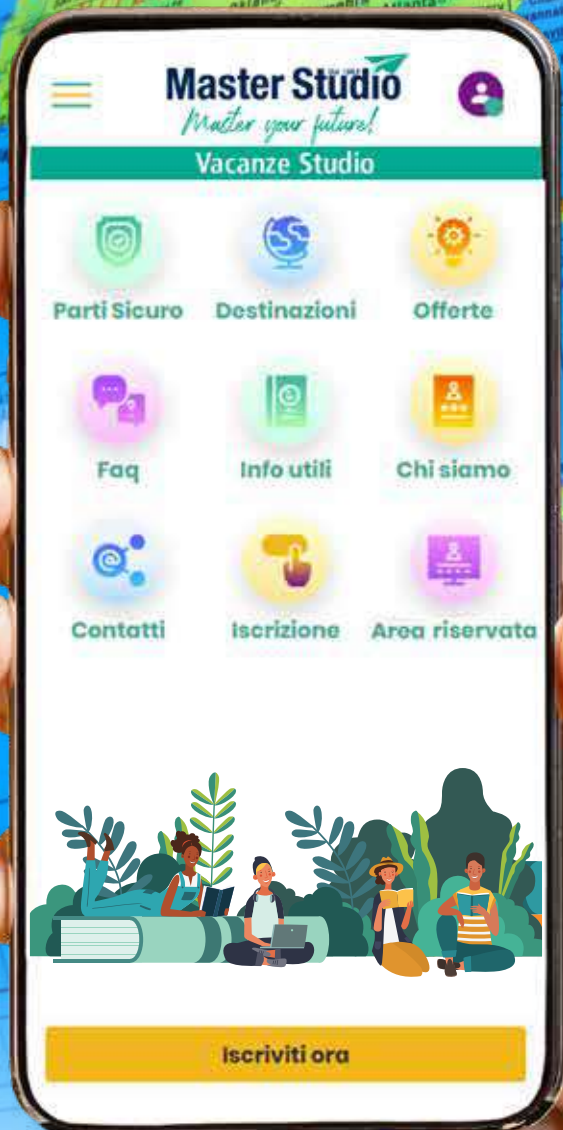 Atlanta
Master Studio
Master your future!
Vacanze Studio
Parti Sicuro
Destinazioni
Offerte
Faq
Info utili
Chi siamo
Contatti
Iscrizione
Area riservata
Iscriviti ora